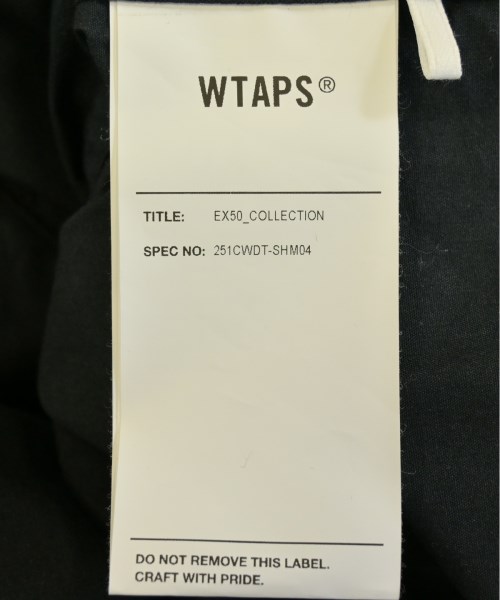 WTAPS®
TITLE: EX50_COLLECTION
SPEC NO: 251CWDT-SHM04
DO NOT REMOVE THIS LABEL.
CRAFT WITH PRIDE.